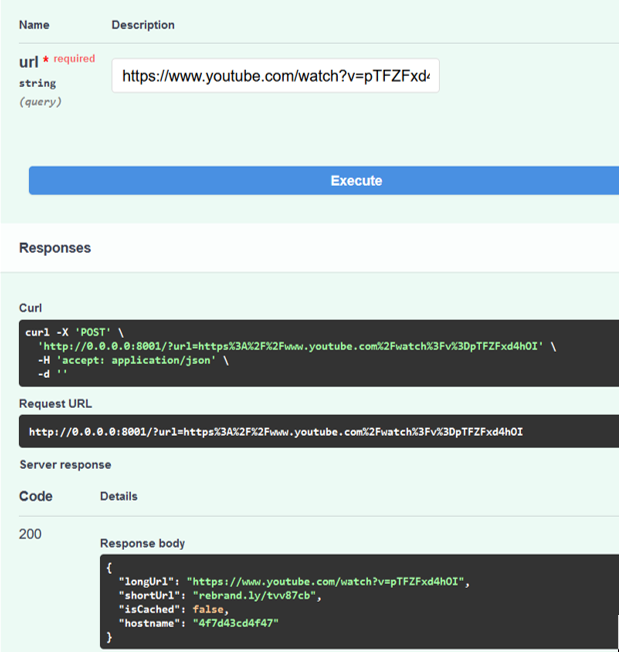 Name Description
url * required
https://www.youtube.com/watch?v=pTFZFxd4
string
(query)
Execute
Responses
Curl
curl -X 'POST' \
'http://0.0.0.0:8001/?url=https%3A%2F%2Fwww.youtube.com%2Fwatch%3Fv%3DpTFZFxd4hOI' \
-H 'accept: application/json' \
-d ''
Request URL
http://0.0.0.0:8001/?url=https%3A%2F%2Fwww.youtube.com%2Fwatch%3Fv%3DpTFZFxd4hOI
Server response
Code Details
200
Response body
{
"longUrl": "https://www.youtube.com/watch?v=pTFZFxd4hOI",
"shortUrl": "rebrand.ly/tvv87cb",
"isCached": false,
"hostname": "4f7d43cd4f47"
}